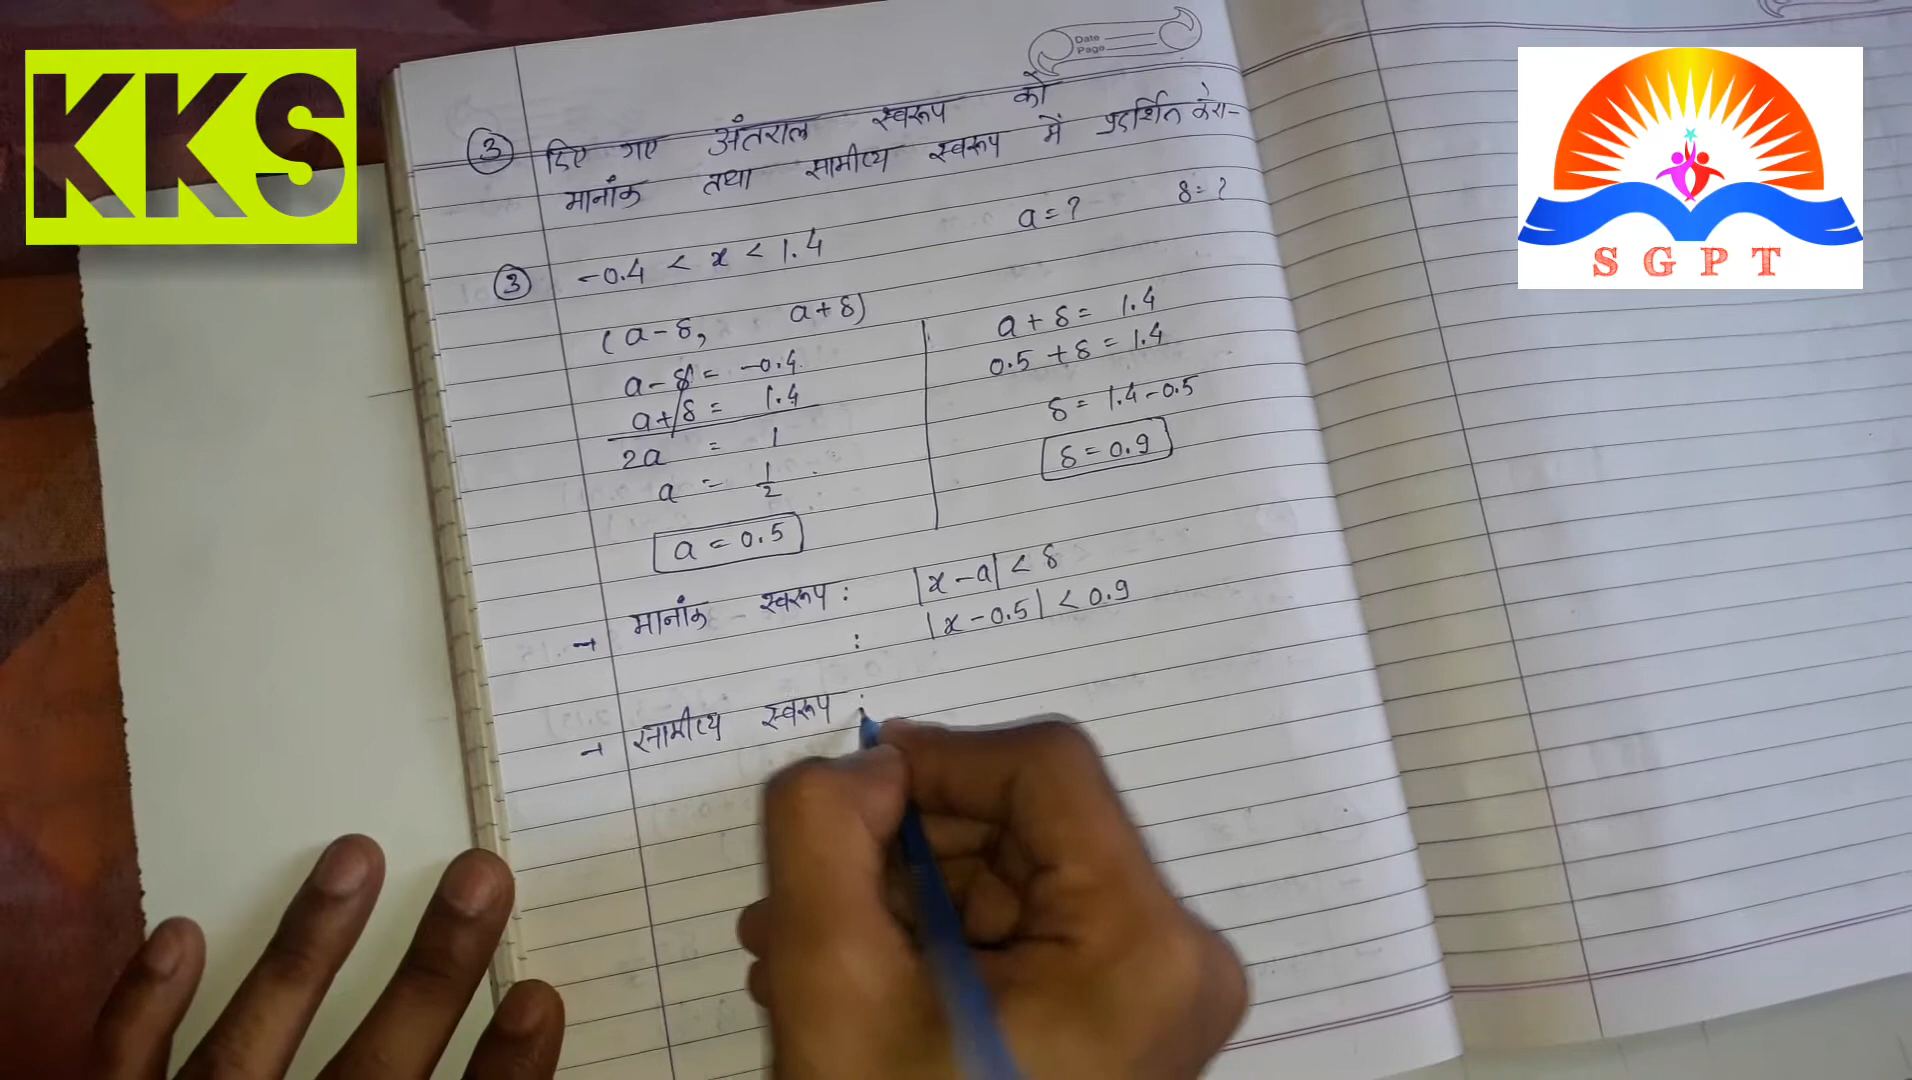 KKS
Date
Page
③ दिए गए अंतराल स्वरूप को
मानांक तथा सामीप्य स्वरूप में प्रदर्शित करो-
a = ? δ = ?
③ -0.4 < x < 1.4
(a - δ, a + δ)
a - δ = -0.4
a + δ = 1.4
2a = 1
a = 1/2
a = 0.5
a + δ = 1.4
0.5 + δ = 1.4
δ = 1.4 - 0.5
δ = 0.9
→ मानांक स्वरूप : |x - a| < δ
: |x - 0.5| < 0.9
→ सामीप्य स्वरूप :
SGPT